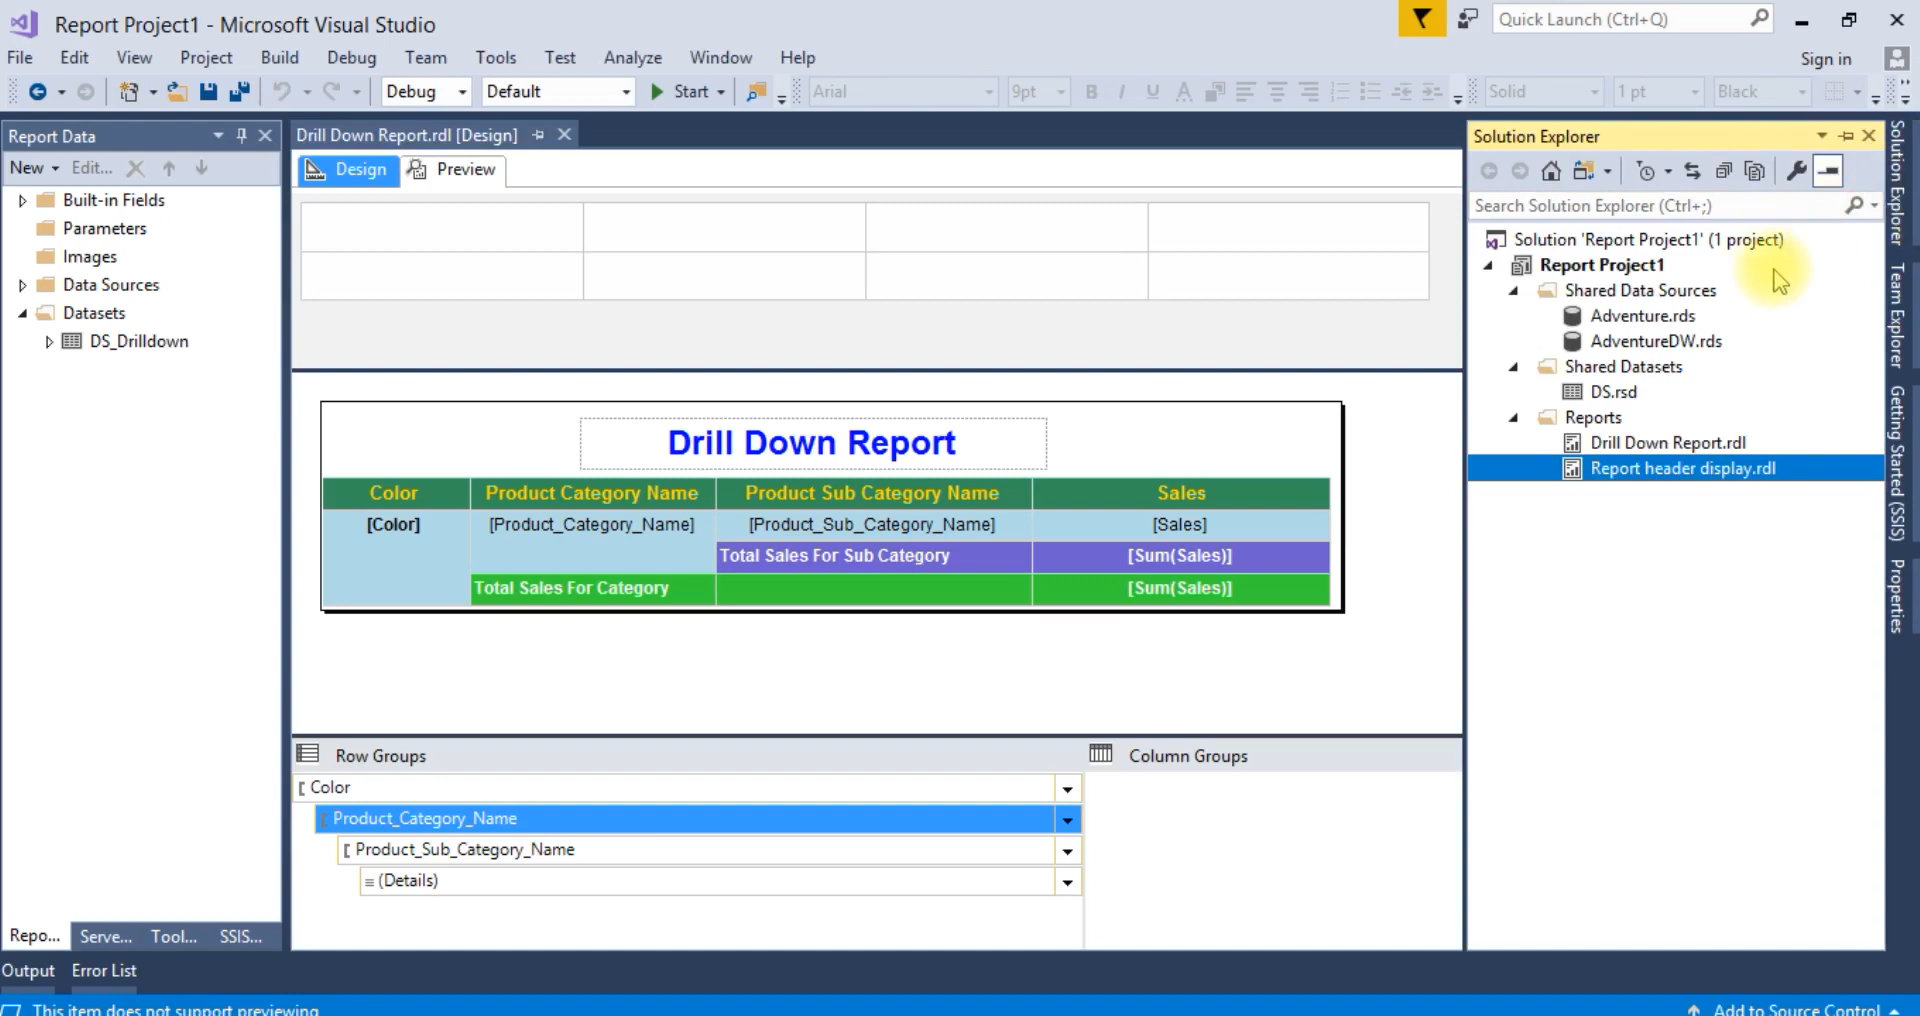 Report Project1 - Microsoft Visual Studio
Quick Launch (Ctrl+Q)
File Edit View Project Build Debug Team Tools Test Analyze Window Help
Sign in
Debug Default Start Arial 9pt B I U A Solid 1 pt Black
Report Data
New Edit...
Built-in Fields
Parameters
Images
Data Sources
Datasets
DS_Drilldown
Repo... Serve... Tool... SSIS...
Drill Down Report.rdl [Design]
Design Preview
Drill Down Report
Color Product Category Name Product Sub Category Name Sales
[Color] [Product_Category_Name] [Product_Sub_Category_Name] [Sales]
Total Sales For Sub Category [Sum(Sales)]
Total Sales For Category [Sum(Sales)]
Row Groups Column Groups
[ Color
[ Product_Category_Name
[ Product_Sub_Category_Name
(Details)
Solution Explorer
Search Solution Explorer (Ctrl+;)
Solution 'Report Project1' (1 project)
Report Project1
Shared Data Sources
Adventure.rds
AdventureDW.rds
Shared Datasets
DS.rsd
Reports
Drill Down Report.rdl
Report header display.rdl
Solution Explorer
Team Explorer
Getting Started (SSIS)
Properties
Output Error List
This item does not support previewing
Add to Source Control